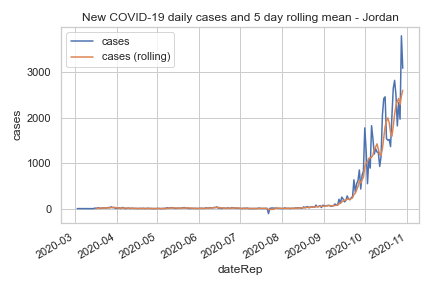 New COVID-19 daily cases and 5 day rolling mean - Jordan
cases
cases (rolling)
3000
2000
1000
0
cases
2020-03
2020-04
2020-05
2020-06
2020-07
2020-08
2020-09
2020-10
2020-11
dateRep